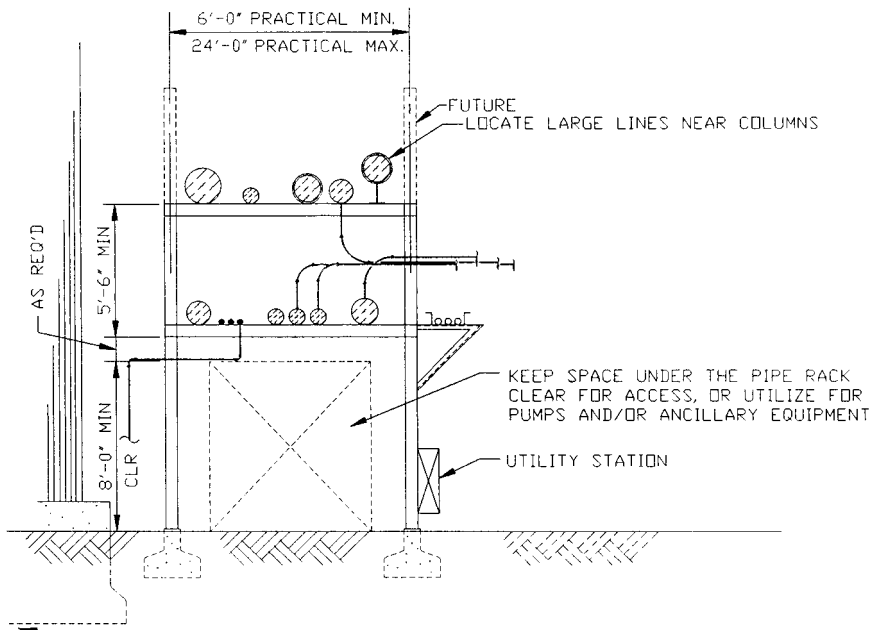 6'-0" PRACTICAL MIN.
24'-0" PRACTICAL MAX.
FUTURE
LOCATE LARGE LINES NEAR COLUMNS
AS REQ'D
5'-6" MIN
8'-0" MIN
CLR
KEEP SPACE UNDER THE PIPE RACK
CLEAR FOR ACCESS, OR UTILIZE FOR
PUMPS AND/OR ANCILLARY EQUIPMENT
UTILITY STATION